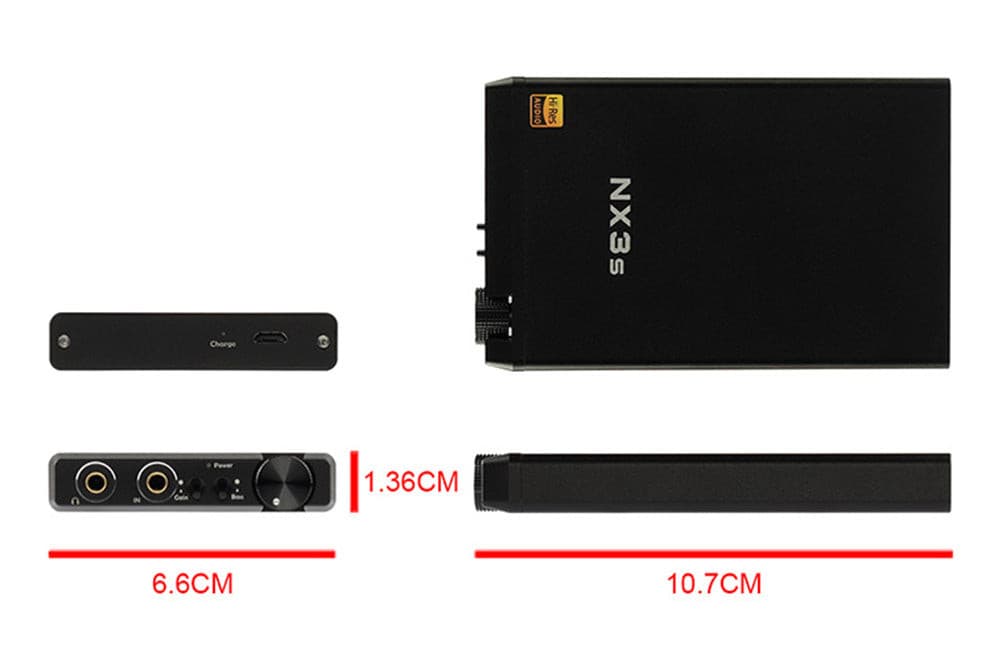 Hi·Res
AUDIO
NX3s
Charge
Power
IN
Gain
Bass
1.36CM
6.6CM
10.7CM